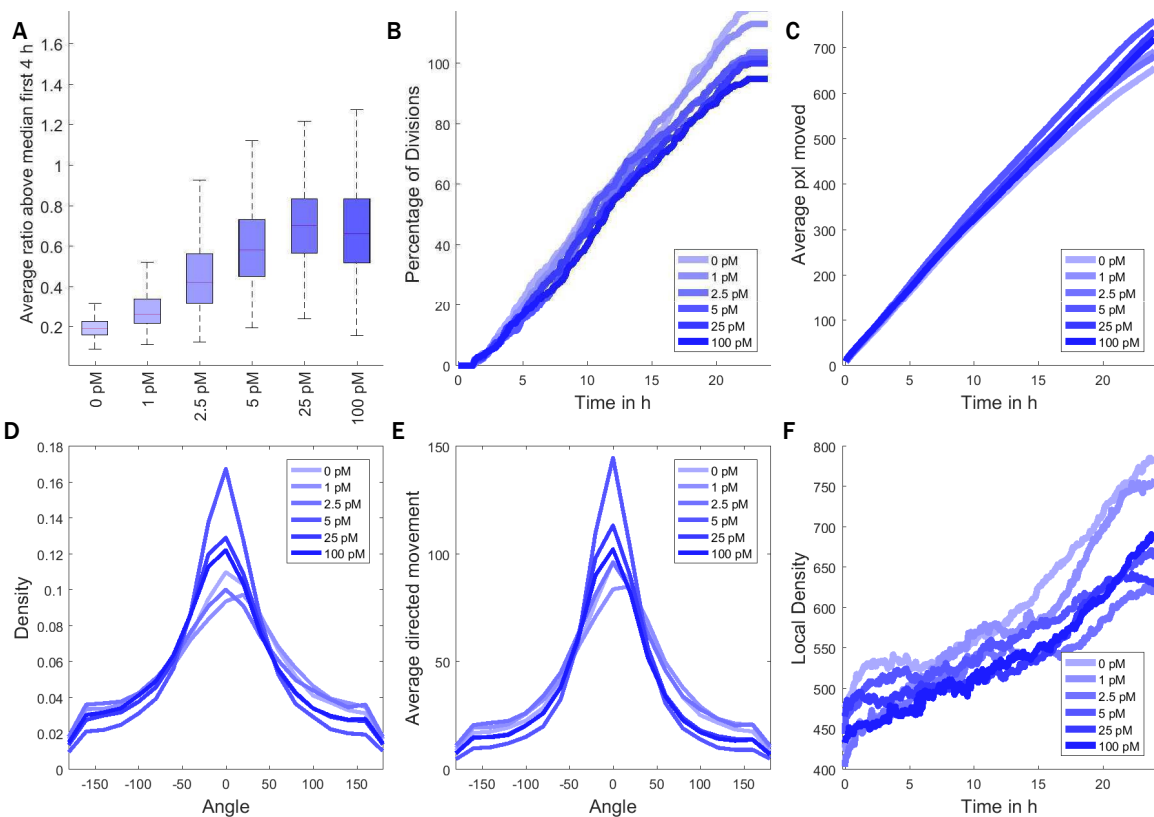 A
Average ratio above median first 4 h
1.6
1.4
1.2
1
0.8
0.6
0.4
0.2
0 pM
1 pM
2.5 pM
5 pM
25 pM
100 pM
B
Percentage of Divisions
100
80
60
40
20
0
0 5 10 15 20
Time in h
0 pM
1 pM
2.5 pM
5 pM
25 pM
100 pM
C
Average pxl moved
700
600
500
400
300
200
100
0
0 5 10 15 20
Time in h
0 pM
1 pM
2.5 pM
5 pM
25 pM
100 pM
D
Density
0.18
0.16
0.14
0.12
0.1
0.08
0.06
0.04
0.02
0
-150 -100 -50 0 50 100 150
Angle
0 pM
1 pM
2.5 pM
5 pM
25 pM
100 pM
E
Average directed movement
150
100
50
0
-150 -100 -50 0 50 100 150
Angle
0 pM
1 pM
2.5 pM
5 pM
25 pM
100 pM
F
Local Density
800
750
700
650
600
550
500
450
400
0 5 10 15 20
Time in h
0 pM
1 pM
2.5 pM
5 pM
25 pM
100 pM